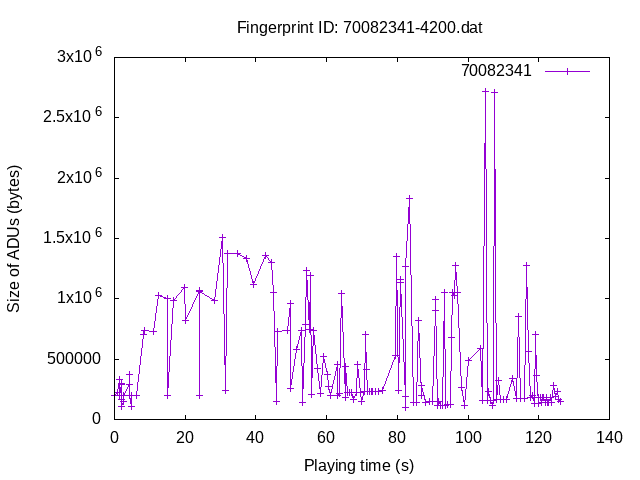 Fingerprint ID: 70082341-4200.dat
70082341
Size of ADUs (bytes)
3x10^6
2.5x10^6
2x10^6
1.5x10^6
1x10^6
500000
0
0 20 40 60 80 100 120 140
Playing time (s)